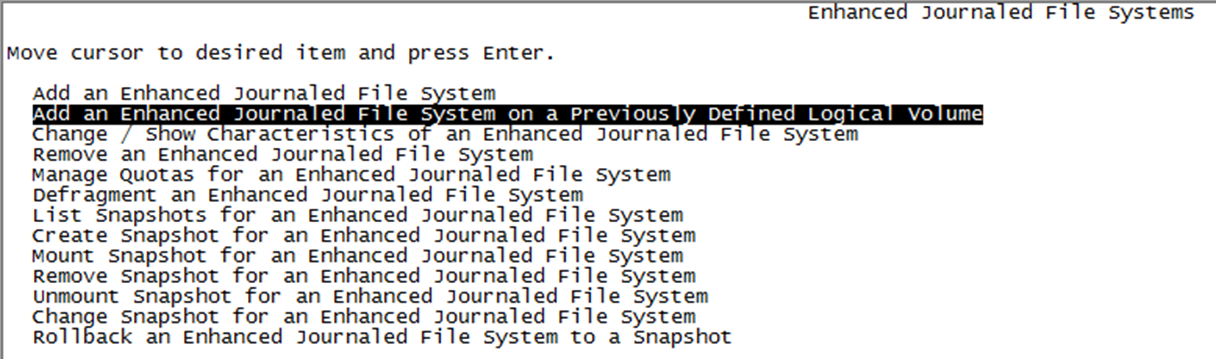 Enhanced Journaled File Systems
Move cursor to desired item and press Enter.
Add an Enhanced Journaled File System
Add an Enhanced Journaled File System on a Previously Defined Logical Volume
Change / Show Characteristics of an Enhanced Journaled File System
Remove an Enhanced Journaled File System
Manage Quotas for an Enhanced Journaled File System
Defragment an Enhanced Journaled File System
List Snapshots for an Enhanced Journaled File System
Create Snapshot for an Enhanced Journaled File System
Mount Snapshot for an Enhanced Journaled File System
Remove Snapshot for an Enhanced Journaled File System
Unmount Snapshot for an Enhanced Journaled File System
Change Snapshot for an Enhanced Journaled File System
Rollback an Enhanced Journaled File System to a Snapshot